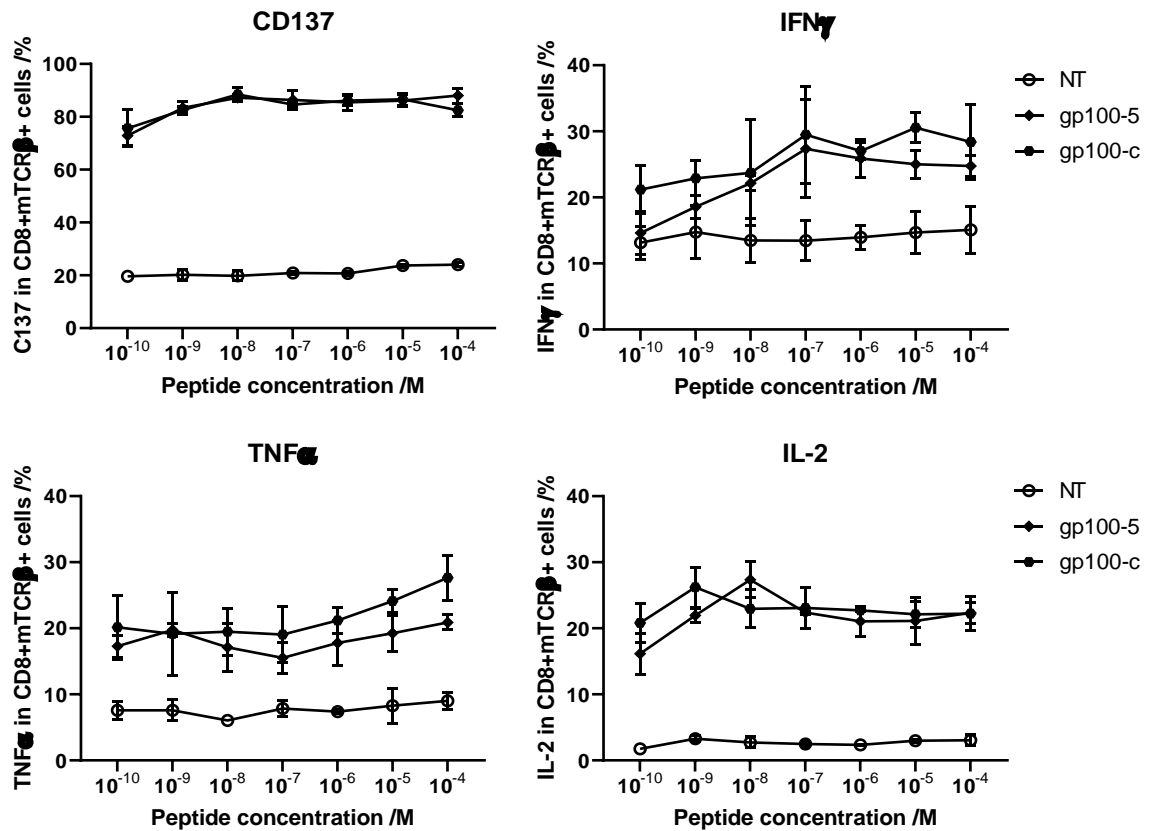 CD137
C137 in CD8+mTCRβ+ cells /%
100
80
60
40
20
0
10-10 10-9 10-8 10-7 10-6 10-5 10-4
Peptide concentration /M
IFNγ
IFNγ in CD8+mTCRβ+ cells /%
40
30
20
10
0
10-10 10-9 10-8 10-7 10-6 10-5 10-4
Peptide concentration /M
NT
gp100-5
gp100-c
TNFα
TNFα in CD8+mTCRβ+ cells /%
40
30
20
10
0
10-10 10-9 10-8 10-7 10-6 10-5 10-4
Peptide concentration /M
IL-2
IL-2 in CD8+mTCRβ+ cells /%
40
30
20
10
0
10-10 10-9 10-8 10-7 10-6 10-5 10-4
Peptide concentration /M
NT
gp100-5
gp100-c